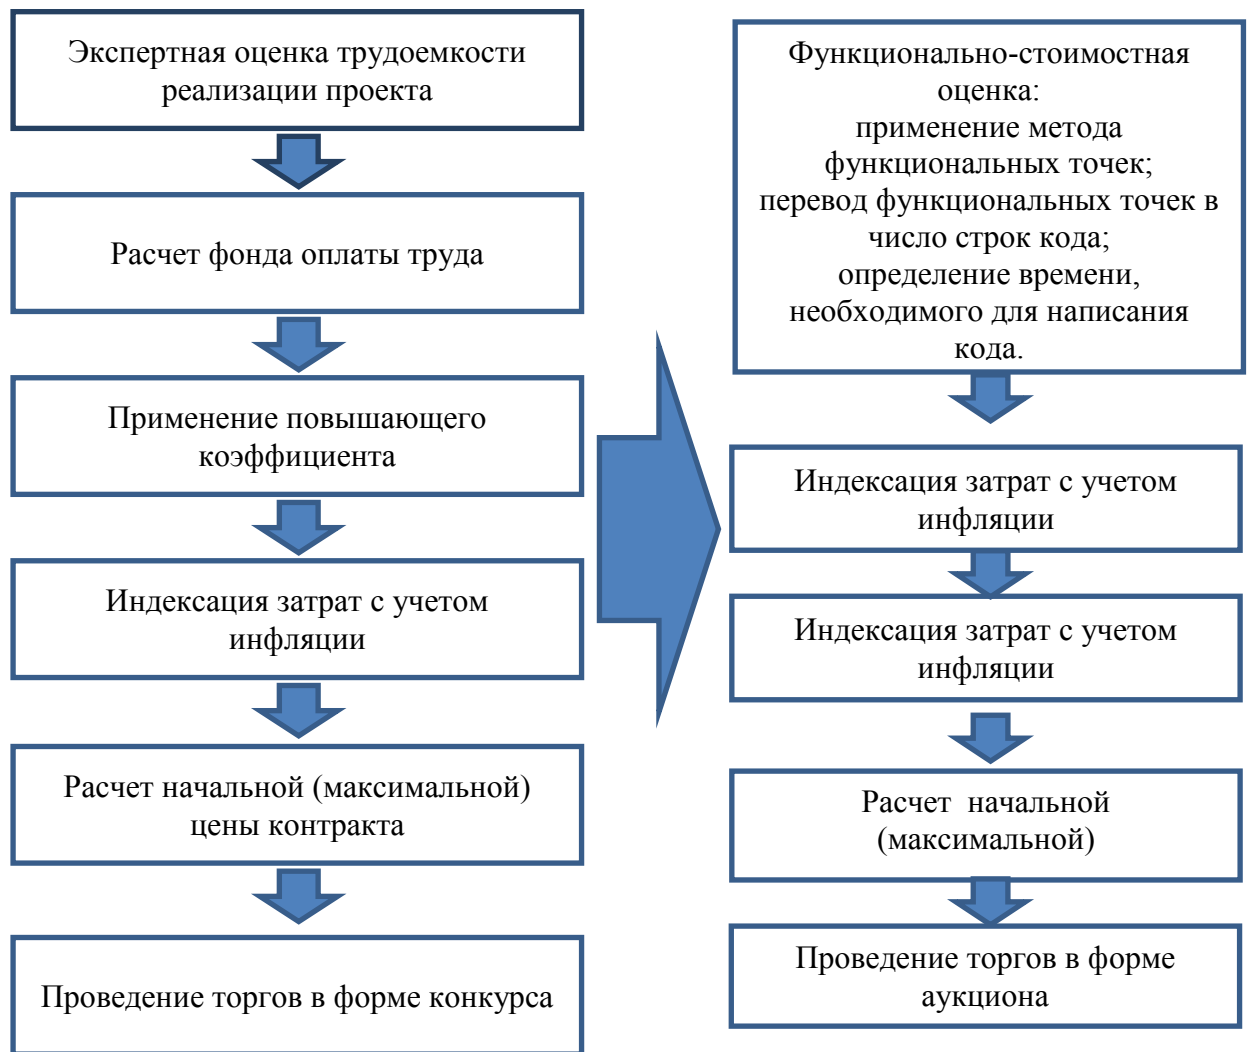 Экспертная оценка трудоемкости
реализации проекта
Расчет фонда оплаты труда
Применение повышающего
коэффициента
Индексация затрат с учетом
инфляции
Расчет начальной (максимальной)
цены контракта
Проведение торгов в форме конкурса
Функционально-стоимостная
оценка:
применение метода
функциональных точек;
перевод функциональных точек в
число строк кода;
определение времени,
необходимого для написания
кода.
Индексация затрат с учетом
инфляции
Индексация затрат с учетом
инфляции
Расчет начальной
(максимальной)
Проведение торгов в форме
аукциона